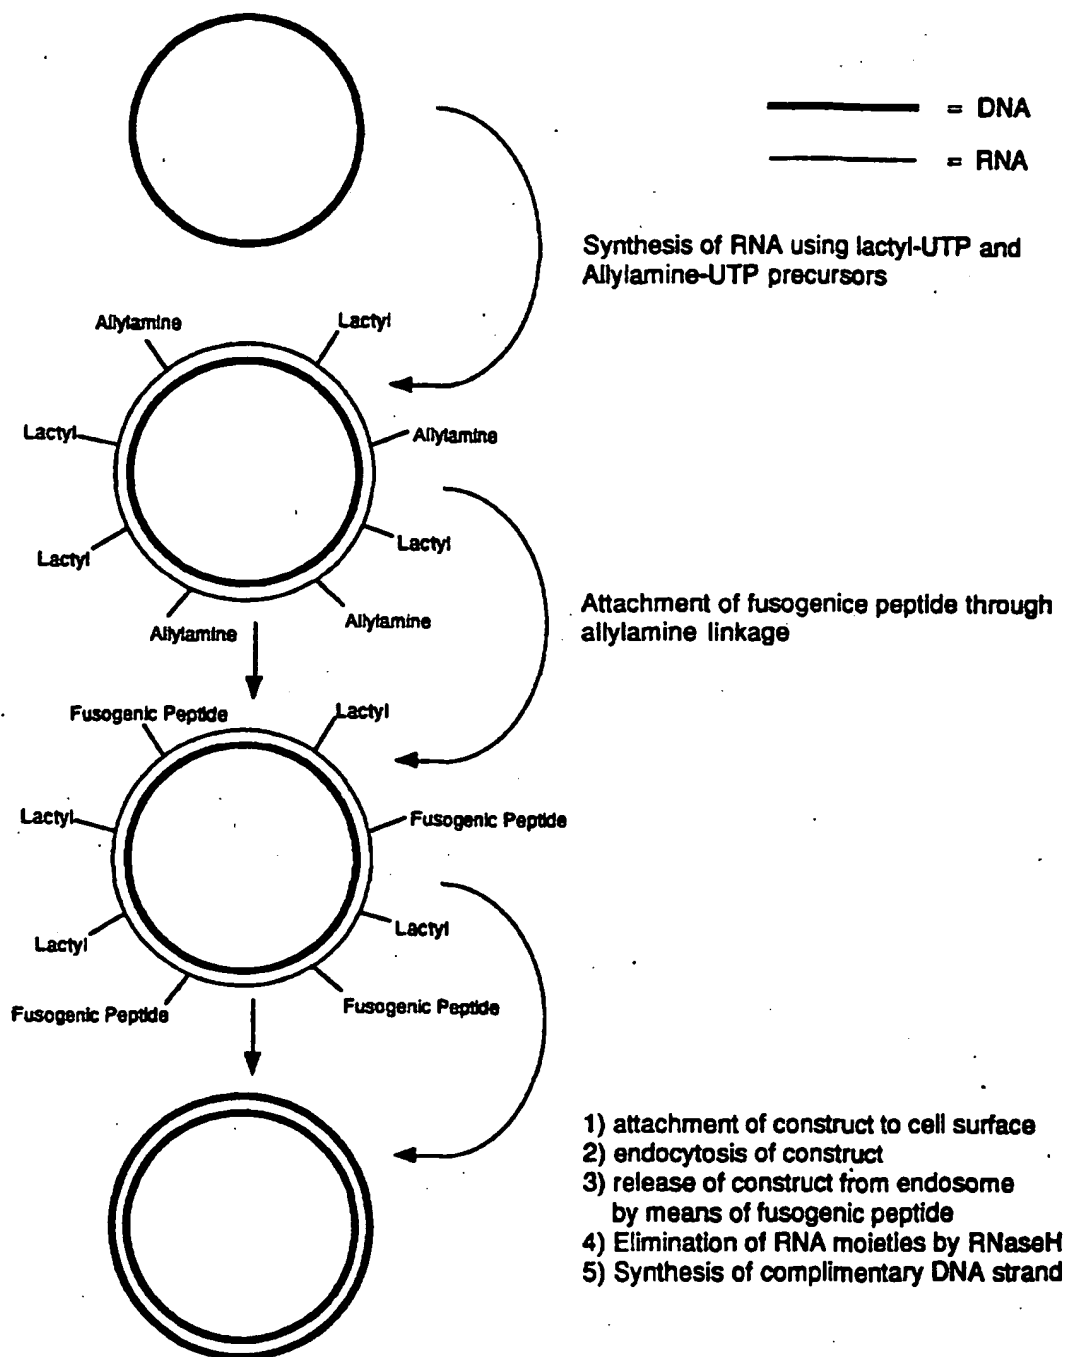 = DNA
= RNA
Synthesis of RNA using lactyl-UTP and
Allylamine-UTP precursors
Allylamine
Lactyl
Lactyl
Allylamine
Lactyl
Lactyl
Allylamine
Allylamine
Attachment of fusogenice peptide through
allylamine linkage
Fusogenic Peptide
Lactyl
Lactyl
Fusogenic Peptide
Lactyl
Lactyl
Fusogenic Peptide
Fusogenic Peptide
1) attachment of construct to cell surface
2) endocytosis of construct
3) release of construct from endosome
by means of fusogenic peptide
4) Elimination of RNA moieties by RNaseH
5) Synthesis of complimentary DNA strand